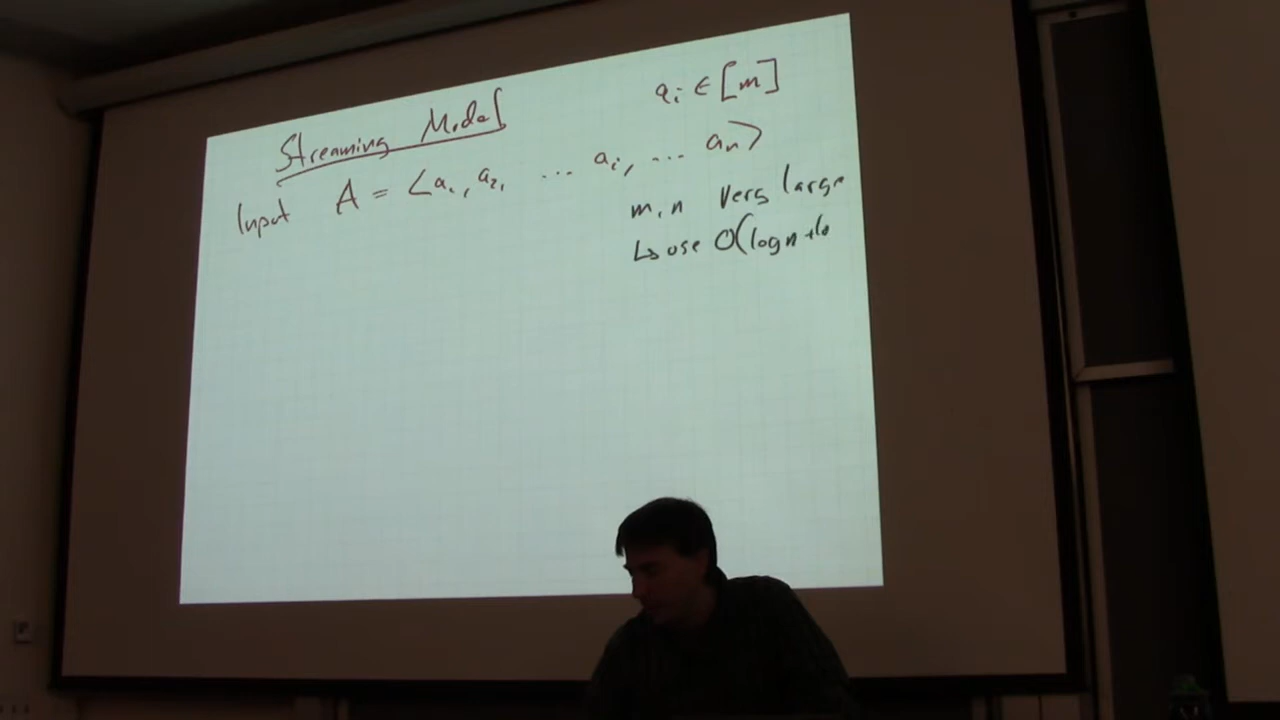 Streaming Model
aᵢ ∈ [m]
Input A = <a₁, a₂, ... aᵢ, ... aₙ>
m, n very large
↳ use O(log n + lo